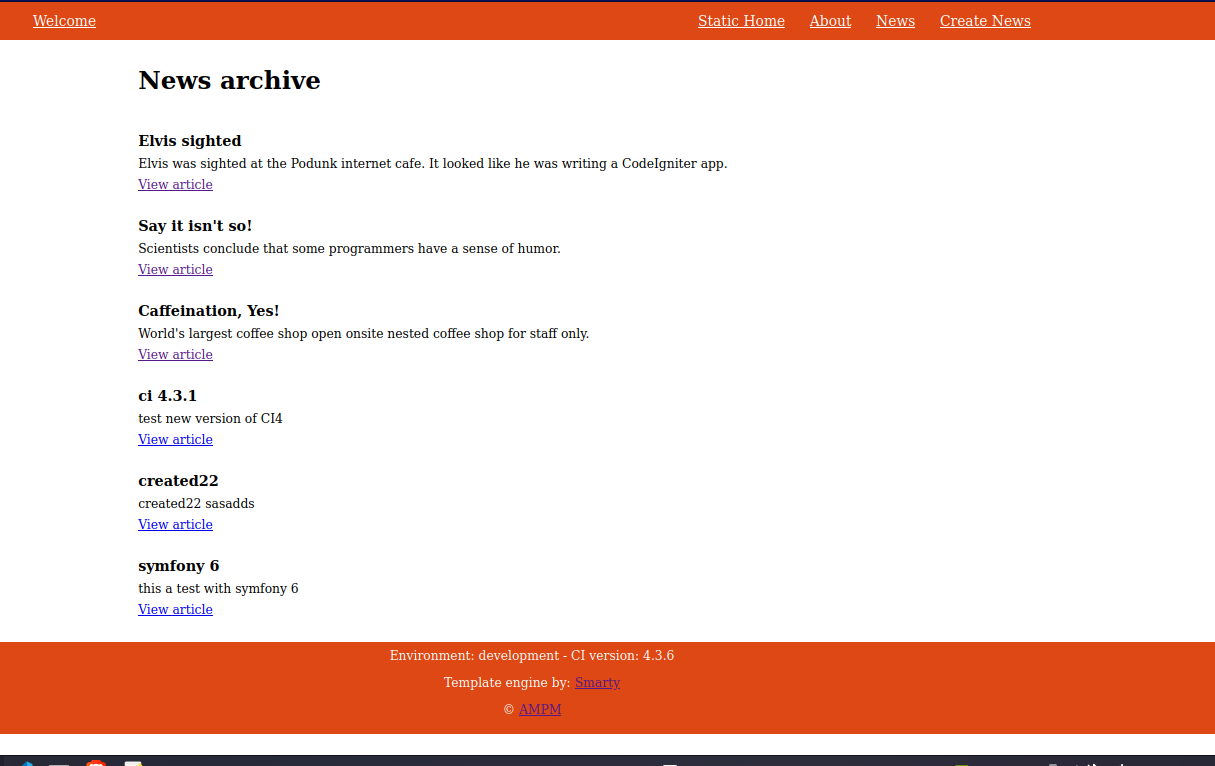 Welcome
Static Home About News Create News
News archive
Elvis sighted
Elvis was sighted at the Podunk internet cafe. It looked like he was writing a CodeIgniter app.
View article
Say it isn't so!
Scientists conclude that some programmers have a sense of humor.
View article
Caffeination, Yes!
World's largest coffee shop open onsite nested coffee shop for staff only.
View article
ci 4.3.1
test new version of CI4
View article
created22
created22 sasadds
View article
symfony 6
this a test with symfony 6
View article
Environment: development - CI version: 4.3.6
Template engine by: Smarty
© AMPM